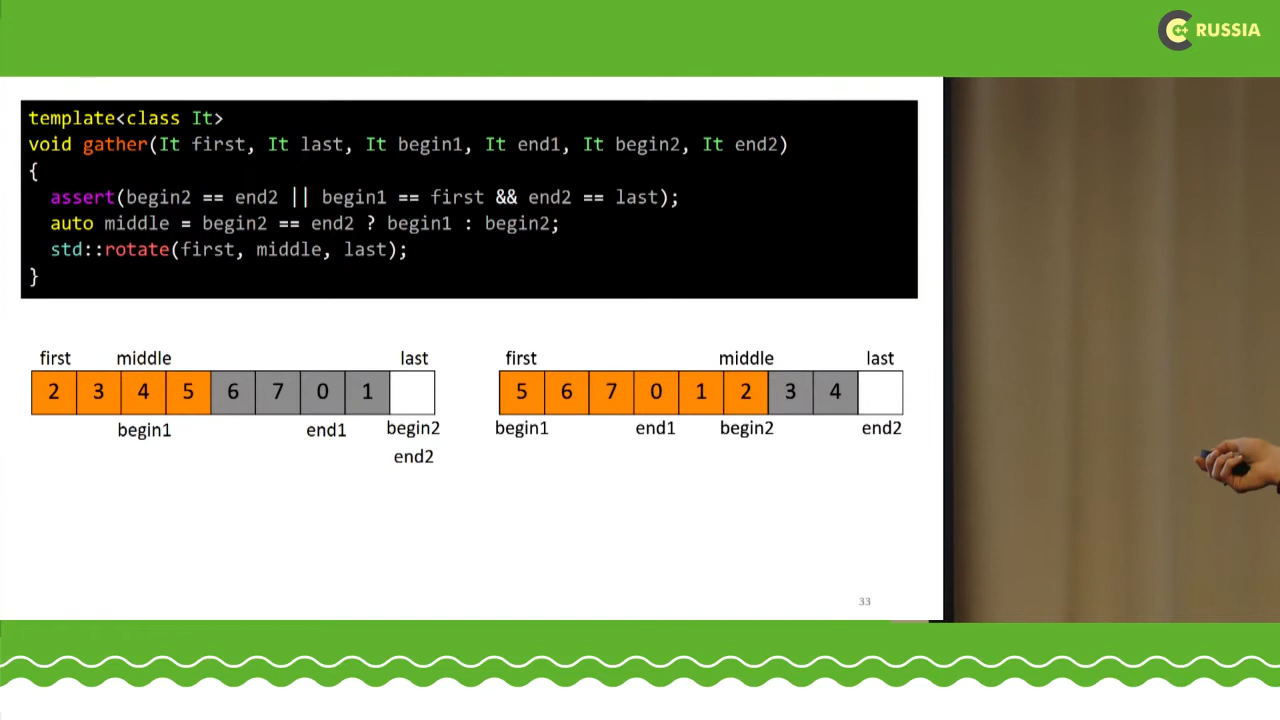 C++ RUSSIA
template<class It>
void gather(It first, It last, It begin1, It end1, It begin2, It end2)
{
  assert(begin2 == end2 || begin1 == first && end2 == last);
  auto middle = begin2 == end2 ? begin1 : begin2;
  std::rotate(first, middle, last);
}
first middle last
2 3 4 5 6 7 0 1
begin1 end1 begin2
end2
first middle last
5 6 7 0 1 2 3 4
begin1 end1 begin2 end2
33